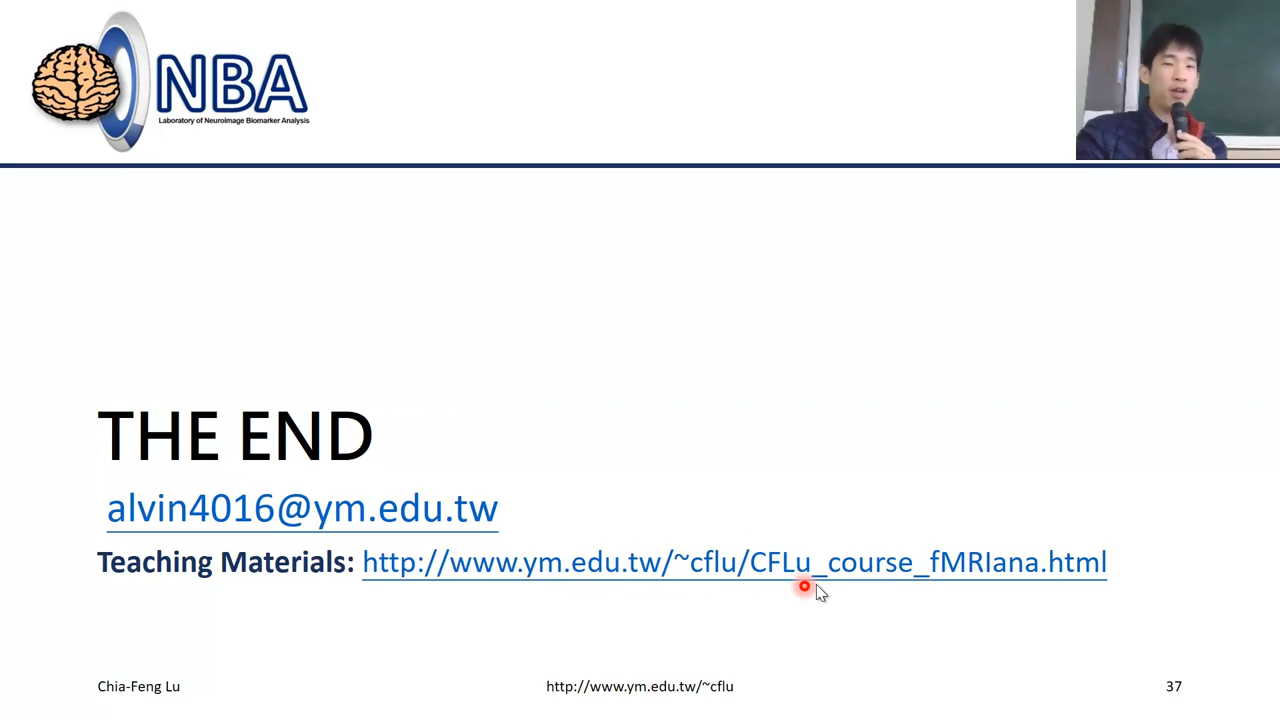 NBA
Laboratory of Neuroimage Biomarker Analysis
THE END
alvin4016@ym.edu.tw
Teaching Materials: http://www.ym.edu.tw/~cflu/CFLu_course_fMRIana.html
Chia-Feng Lu
http://www.ym.edu.tw/~cflu
37